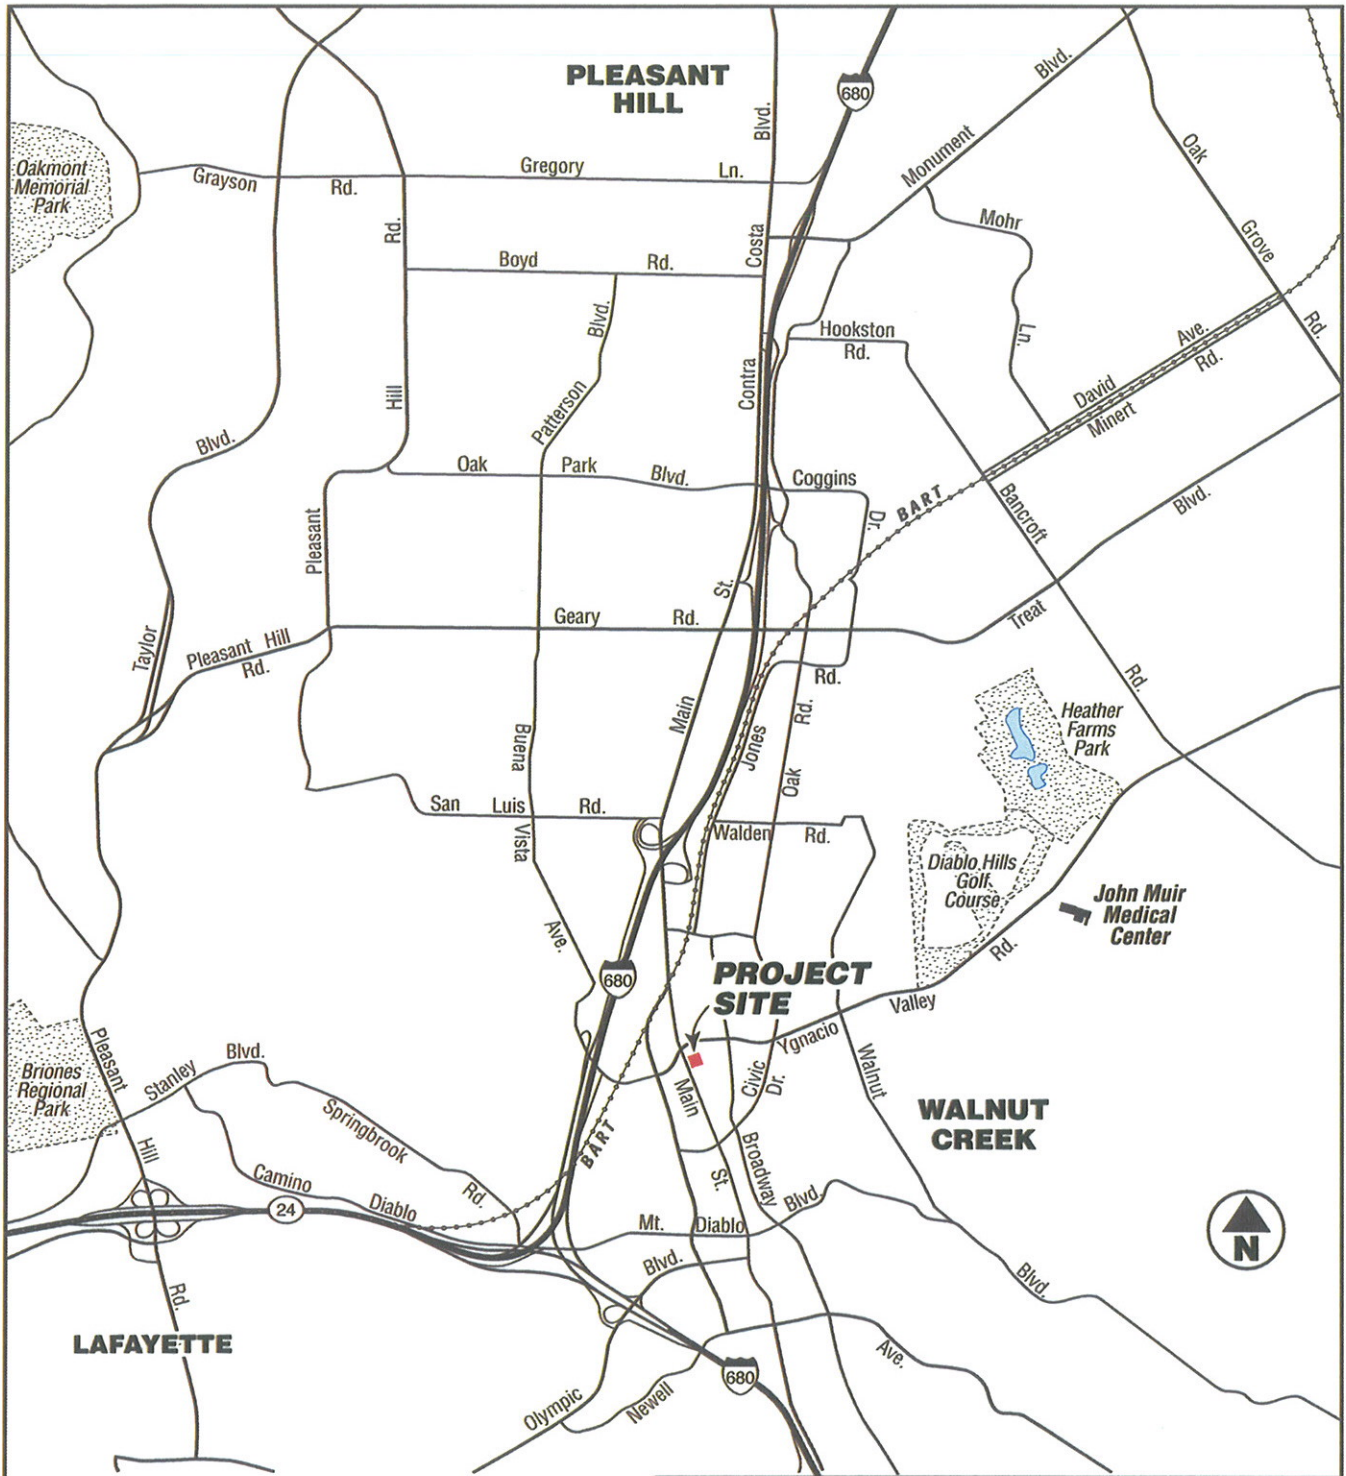 PLEASANT
HILL
680
Blvd.
Blvd.
Monument
Oak
Grove
Rd.
Oakmont
Memorial
Park
Grayson
Rd.
Gregory
Ln.
Mohr
Ln.
Rd.
Costa
Boyd
Rd.
Blvd.
Patterson
Hookston
Rd.
Contra
Hill
Ave.
David
Rd.
Minert
Blvd.
Oak
Park
Blvd.
Coggins
Dr.
BART
Bancroft
Blvd.
Pleasant
St.
Geary
Rd.
Treat
Taylor
Pleasant Hill
Rd.
Rd.
Rd.
Rd.
Main
Jones
Buena
Oak
Heather
Farms
Park
San
Luis
Rd.
Vista
Walden
Rd.
Diablo Hills
Golf
Course
John Muir
Medical
Center
Ave.
Rd.
680
PROJECT
SITE
Valley
Ygnacio
Pleasant
Briones
Regional
Park
Stanley
Blvd.
Springbrook
Rd.
Main
Civic
Dr.
Walnut
WALNUT
CREEK
BART
Hill
Camino
Diablo
24
St.
Broadway
Blvd.
Mt.
Diablo
Blvd.
Blvd.
N
Rd.
LAFAYETTE
Ave.
680
Olympic
Newell